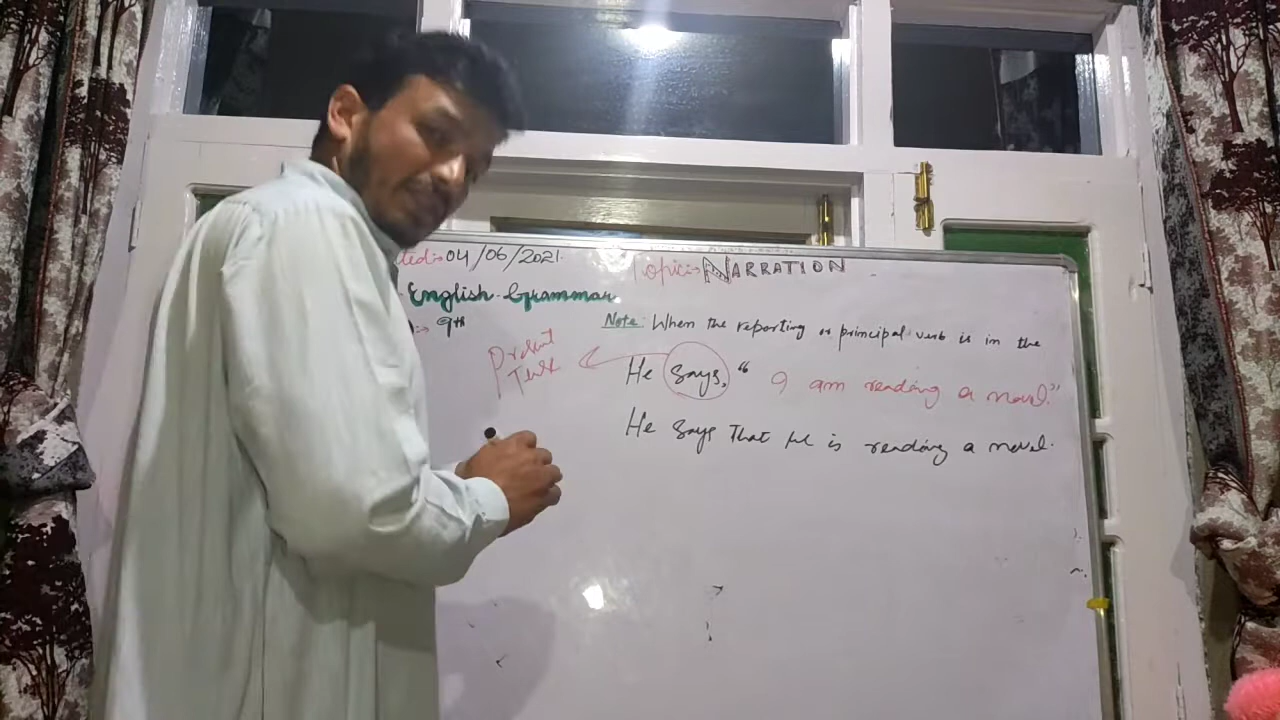 ted:- 04/06/2021.
Topic:- NARRATION
English Grammar
:- 9th
Note: When the reporting or principal verb is in the
Present Tense
He says, "I am reading a novel."
He says That he is reading a novel.